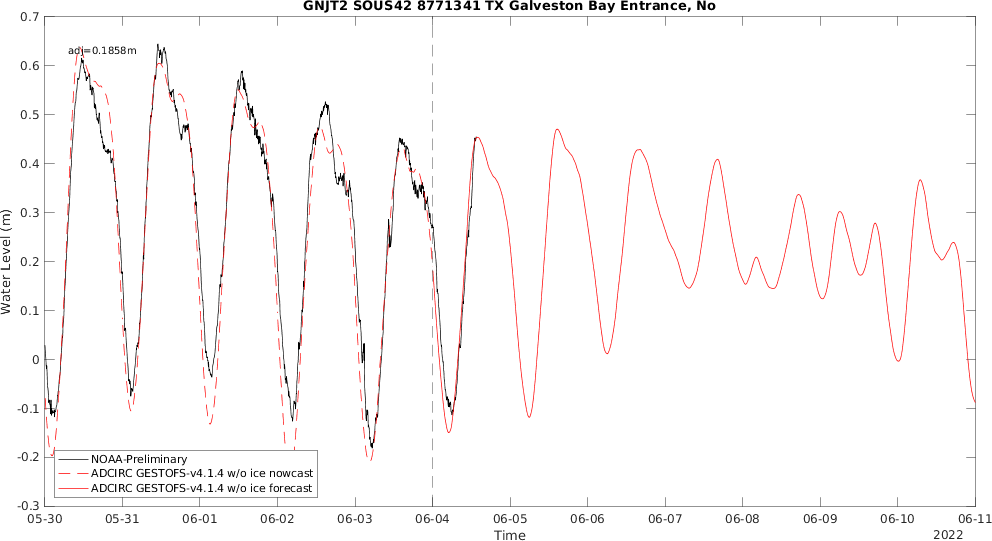 GNJT2 SOUS42 8771341 TX Galveston Bay Entrance, No
adj=0.1858m
0.7
0.6
0.5
0.4
0.3
0.2
0.1
0
-0.1
-0.2
-0.3
Water Level (m)
NOAA-Preliminary
ADCIRC GESTOFS-v4.1.4 w/o ice nowcast
ADCIRC GESTOFS-v4.1.4 w/o ice forecast
05-30 05-31 06-01 06-02 06-03 06-04 06-05 06-06 06-07 06-08 06-09 06-10 06-11
Time
2022